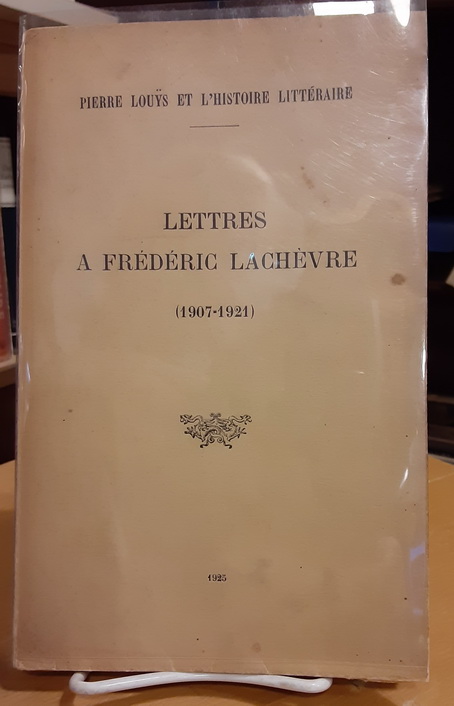 PIERRE LOUŸS ET L'HISTOIRE LITTÉRAIRE
LETTRES
A FRÉDÉRIC LACHÈVRE
(1907-1921)
1925